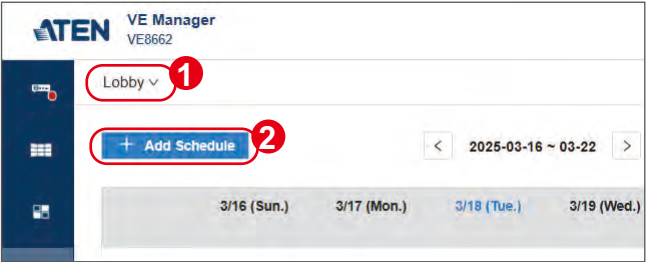 ATEN VE Manager
VE8662
Lobby 1
+ Add Schedule 2 < 2025-03-16 ~ 03-22 >
3/16 (Sun.) 3/17 (Mon.) 3/18 (Tue.) 3/19 (Wed.)